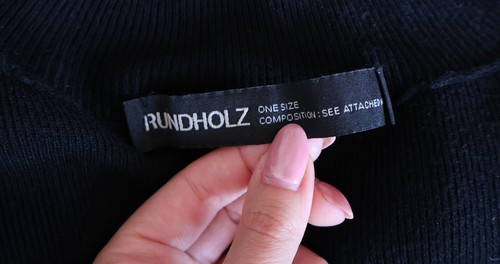 RUNDHOLZ
ONE SIZE
COMPOSITION: SEE ATTACHED